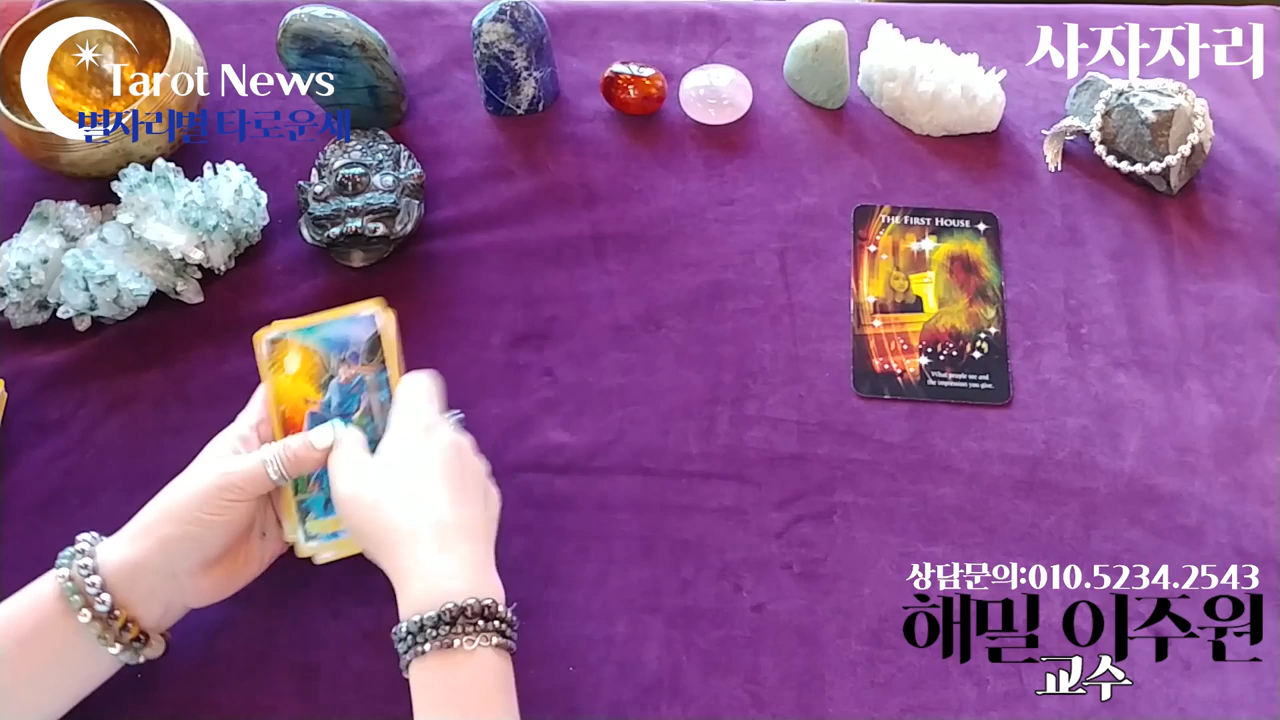 Tarot News
별자리별 타로운세
사자자리
THE FIRST HOUSE
What people see and
the impression you give.
상담문의:010.5234.2543
해밀 이주원
교수